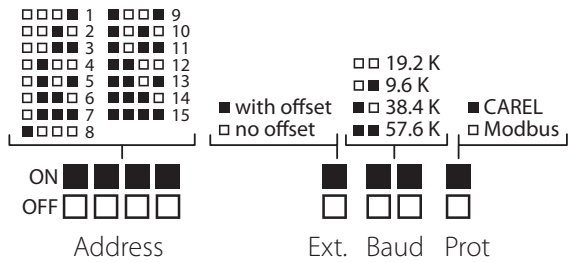 1 9
2 10
3 11
4 12
5 13
6 14
7 15
8
19.2 K
9.6 K
38.4 K
57.6 K
with offset
no offset
CAREL
Modbus
ON
OFF
Address Ext. Baud Prot